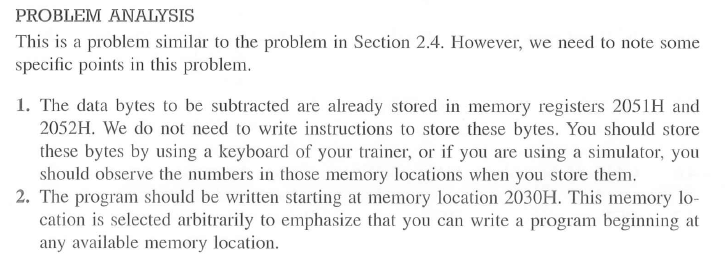 PROBLEM ANALYSIS
This is a problem similar to the problem in Section 2.4. However, we need to note some
specific points in this problem.
1. The data bytes to be subtracted are already stored in memory registers 2051H and
2052H. We do not need to write instructions to store these bytes. You should store
these bytes by using a keyboard of your trainer, or if you are using a simulator, you
should observe the numbers in those memory locations when you store them.
2. The program should be written starting at memory location 2030H. This memory lo-
cation is selected arbitrarily to emphasize that you can write a program beginning at
any available memory location.